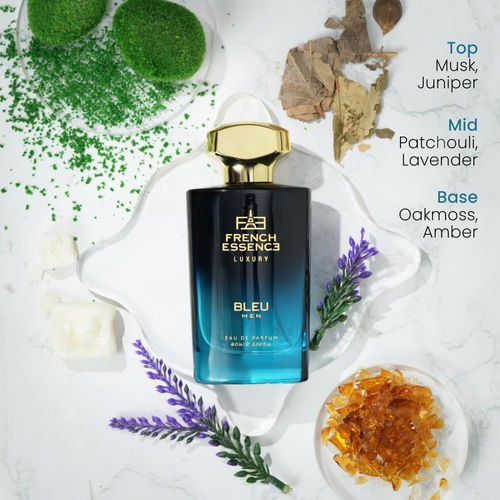 Top
Musk,
Juniper
Mid
Patchouli,
Lavender
Base
Oakmoss,
Amber
FRENCH
ESSENCE
LUXURY
BLEU
MEN
EAU DE PARFUM